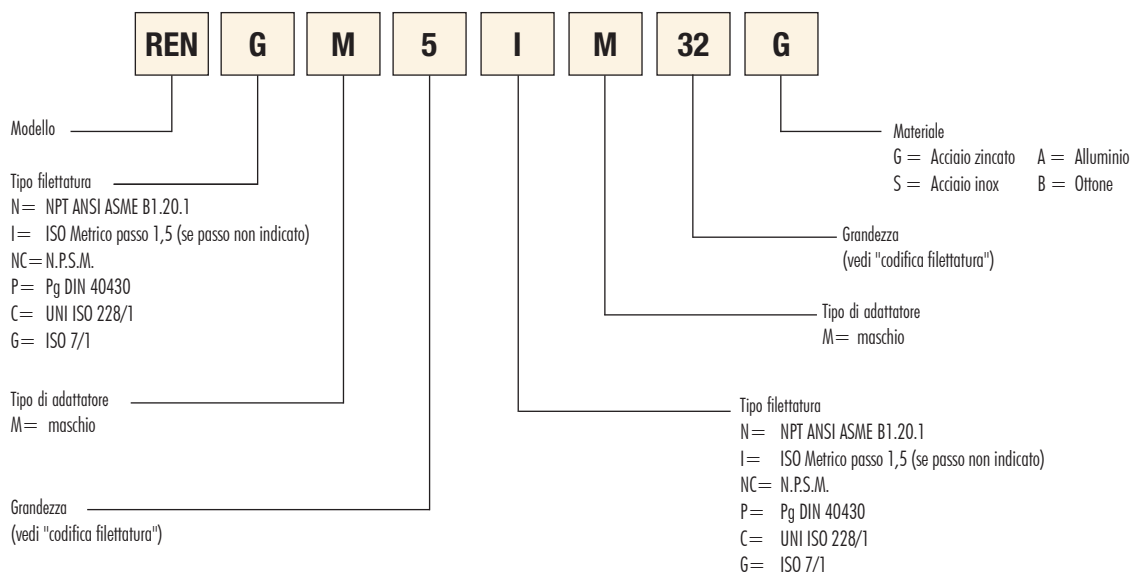 REN G M 5 I M 32 G
Modello
Tipo filettatura
N= NPT ANSI ASME B1.20.1
I= ISO Metrico passo 1,5 (se passo non indicato)
NC= N.P.S.M.
P= Pg DIN 40430
C= UNI ISO 228/1
G= ISO 7/1
Tipo di adattatore
M= maschio
Grandezza
(vedi "codifica filettatura")
Materiale
G= Acciaio zincato A= Alluminio
S= Acciaio inox B= Ottone
Grandezza
(vedi "codifica filettatura")
Tipo di adattatore
M= maschio
Tipo filettatura
N= NPT ANSI ASME B1.20.1
I= ISO Metrico passo 1,5 (se passo non indicato)
NC= N.P.S.M.
P= Pg DIN 40430
C= UNI ISO 228/1
G= ISO 7/1